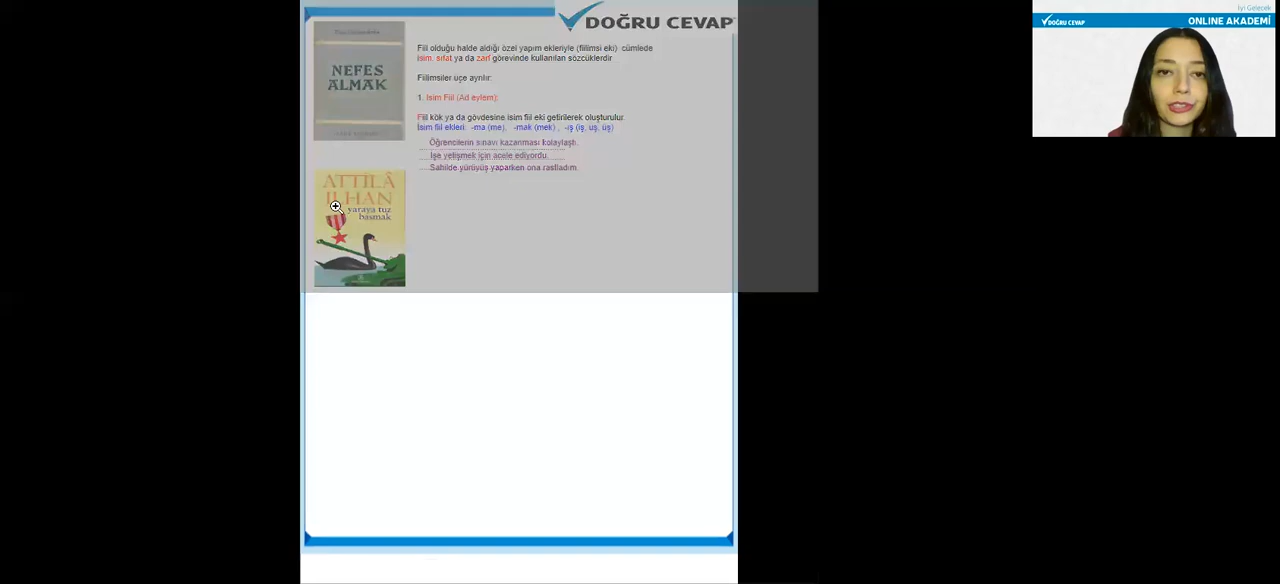 DOĞRU CEVAP
NEFES
ALMAK
Fiil olduğu halde aldığı özel yapım ekleriyle (fiilimsi eki) cümlede
isim, sıfat ya da zarf görevinde kullanılan sözcüklerdir
Fiilimsiler üçe ayrılır:
1. İsim Fiil (Ad eylem):
Fiil kök ya da gövdesine isim fiil eki getirilerek oluşturulur.
İsim fiil ekleri: -ma (me), -mak (mek) , -ış (iş, uş, üş)
Öğrencilerin sınavı kazanması kolaylaştı.
İşe yetişmek için acele ediyordu.
Sahilde yürüyüş yaparken ona rastladım.
ATTİLÂ
İLHAN
yaraya tuz
basmak
İyi Gelecek
DOĞRU CEVAP
ONLINE AKADEMİ